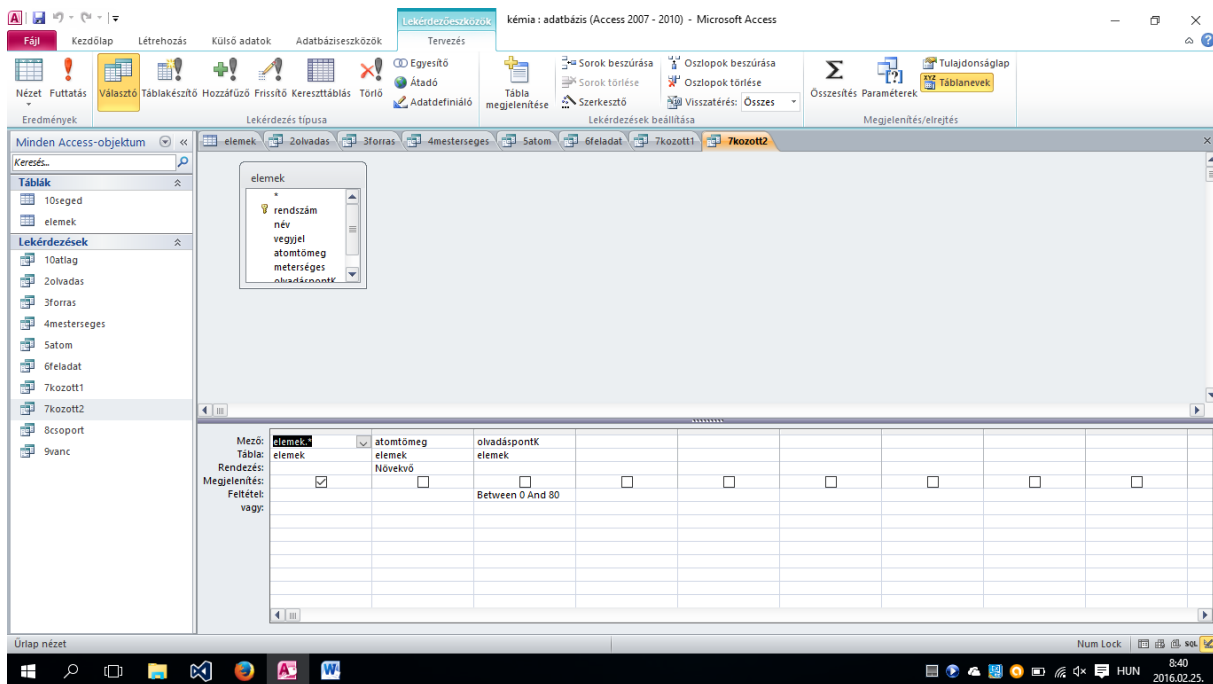 Lekérdezőeszközök kémia : adatbázis (Access 2007 - 2010) - Microsoft Access
Fájl Kezdőlap Létrehozás Külső adatok Adatbáziseszközök Tervezés
Nézet Futtatás Választó Táblakészítő Hozzáfűző Frissítő Kereszttáblás Törlő
Egyesítő
Átadó
Adatdefiniáló
Tábla
megjelenítése
Sorok beszúrása
Sorok törlése
Szerkesztő
Oszlopok beszúrása
Oszlopok törlése
Visszatérés: Összes
Összesítés Paraméterek
Tulajdonságlap
Táblanevek
Eredmények Lekérdezés típusa Lekérdezések beállítása Megjelenítés/elrejtés
Minden Access-objektum
Keresés...
Táblák
10seged
elemek
Lekérdezések
10atlag
2olvadas
3forras
4mesterseges
5atom
6feladat
7kozott1
7kozott2
8csoport
9vanc
elemek 2olvadas 3forras 4mesterseges 5atom 6feladat 7kozott1 7kozott2
elemek
*
rendszám
név
vegyjel
atomtömeg
meterséges
olvadáspontK
Mező: elemek.* atomtömeg olvadáspontK
Tábla: elemek elemek elemek
Rendezés: Növekvő
Megjelenítés:
Feltétel: Between 0 And 80
vagy:
Űrlap nézet Num Lock SQL
HUN 8:40
2016.02.25.